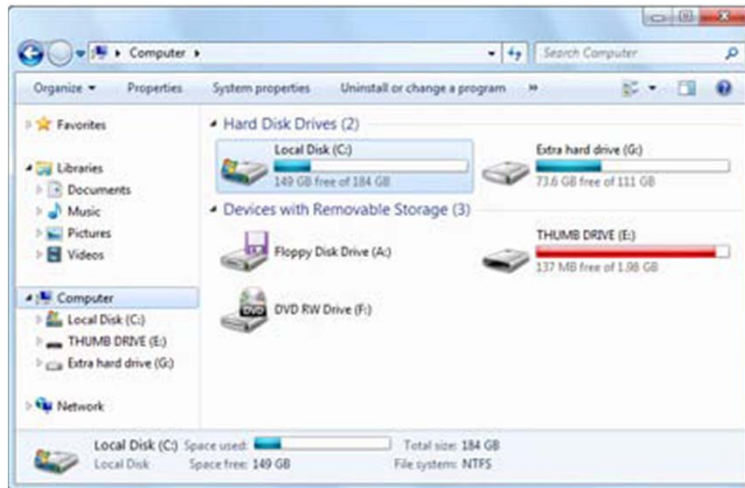 Computer
Search Computer
Organize
Properties
System properties
Uninstall or change a program
»
Favorites
Libraries
Documents
Music
Pictures
Videos
Computer
Local Disk (C:)
THUMB DRIVE (E:)
Extra hard drive (G:)
Network
Hard Disk Drives (2)
Local Disk (C:)
149 GB free of 184 GB
Extra hard drive (G:)
73.6 GB free of 111 GB
Devices with Removable Storage (3)
Floppy Disk Drive (A:)
THUMB DRIVE (E:)
137 MB free of 1.98 GB
DVD
DVD RW Drive (F:)
Local Disk (C:) Space used: Total size: 184 GB
Local Disk Space free: 149 GB File system: NTFS